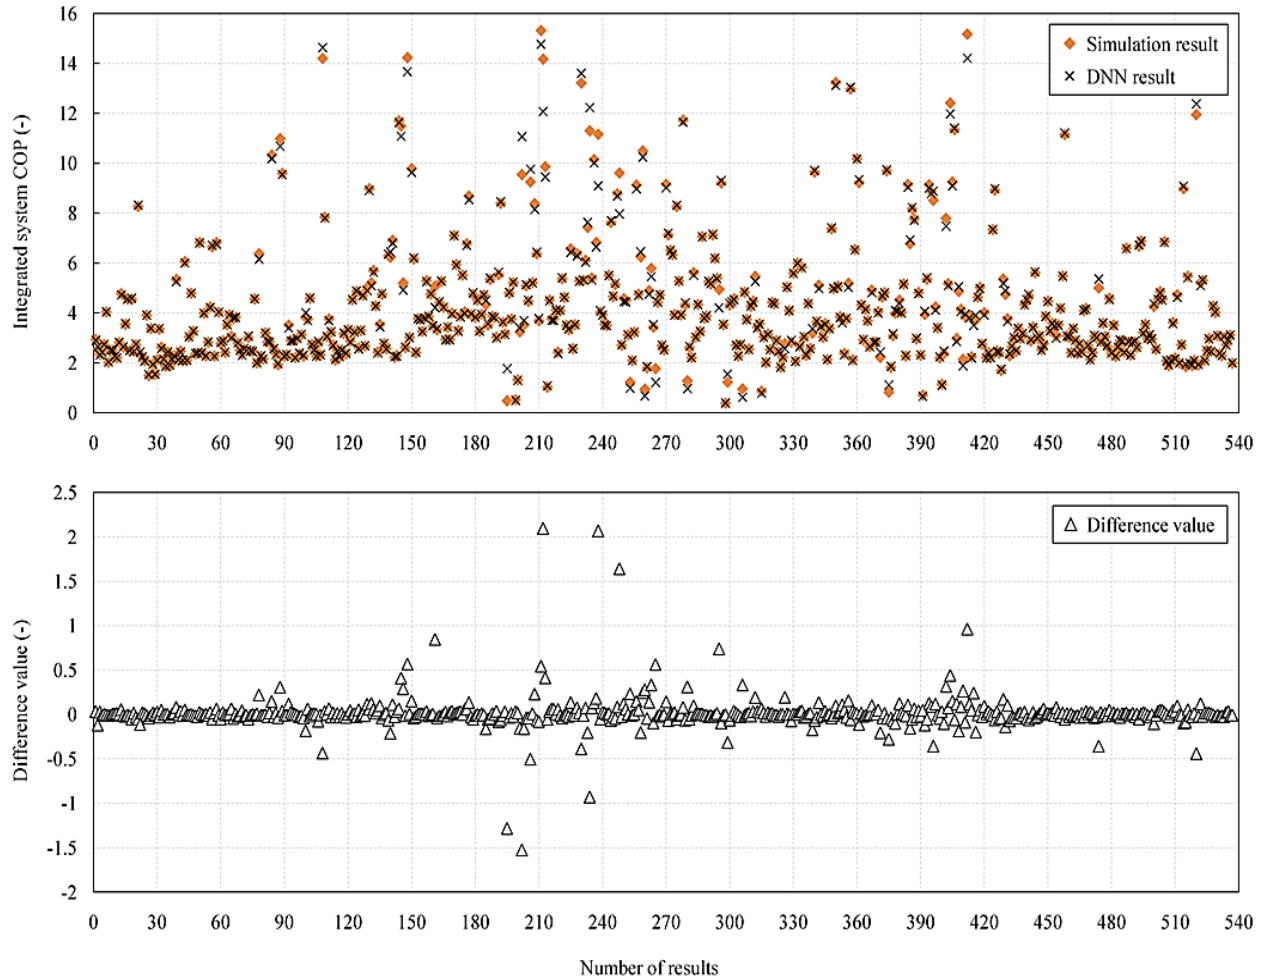 16
14
12
10
8
6
4
2
0
Integrated system COP (-)
Simulation result
DNN result
0 30 60 90 120 150 180 210 240 270 300 330 360 390 420 450 480 510 540
2.5
2
1.5
1
0.5
0
-0.5
-1
-1.5
-2
Difference value (-)
Difference value
0 30 60 90 120 150 180 210 240 270 300 330 360 390 420 450 480 510 540
Number of results